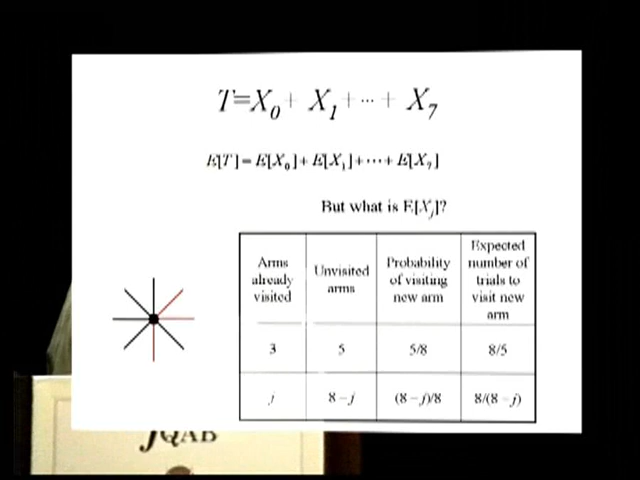 T=X₀+ X₁+···+ X₇
E[T]=E[X₀]+E[X₁]+···+E[X₇]
But what is E[Xⱼ]?
Arms already visited | Unvisited arms | Probability of visiting new arm | Expected number of trials to visit new arm
3 | 5 | 5/8 | 8/5
j | 8 – j | (8 – j)/8 | 8/(8 – j)
JQAB